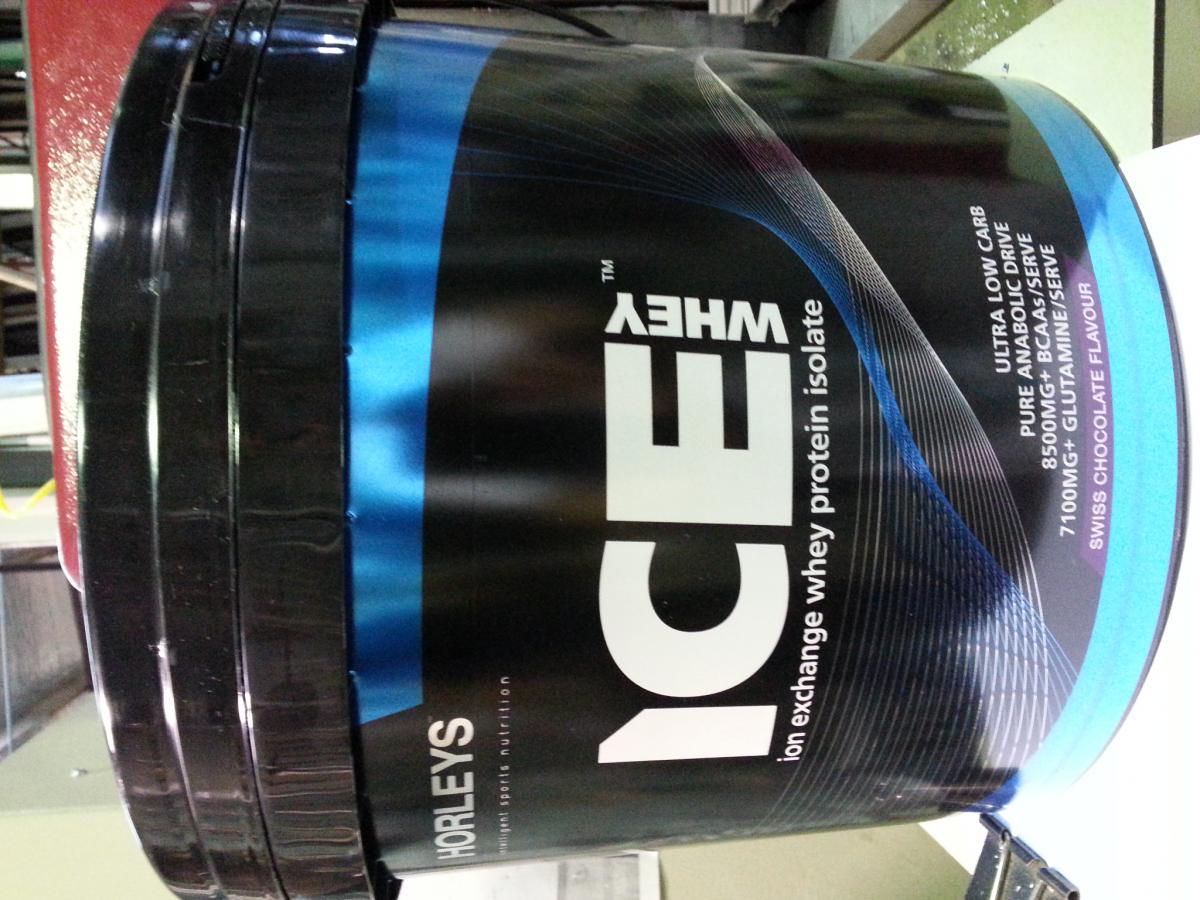 HORLEYS
intelligent sports nutrition
ICE
WHEY™
ion exchange whey protein isolate
ULTRA LOW CARB
PURE ANABOLIC DRIVE
8500MG+ BCAAs/SERVE
7100MG+ GLUTAMINE/SERVE
SWISS CHOCOLATE FLAVOUR